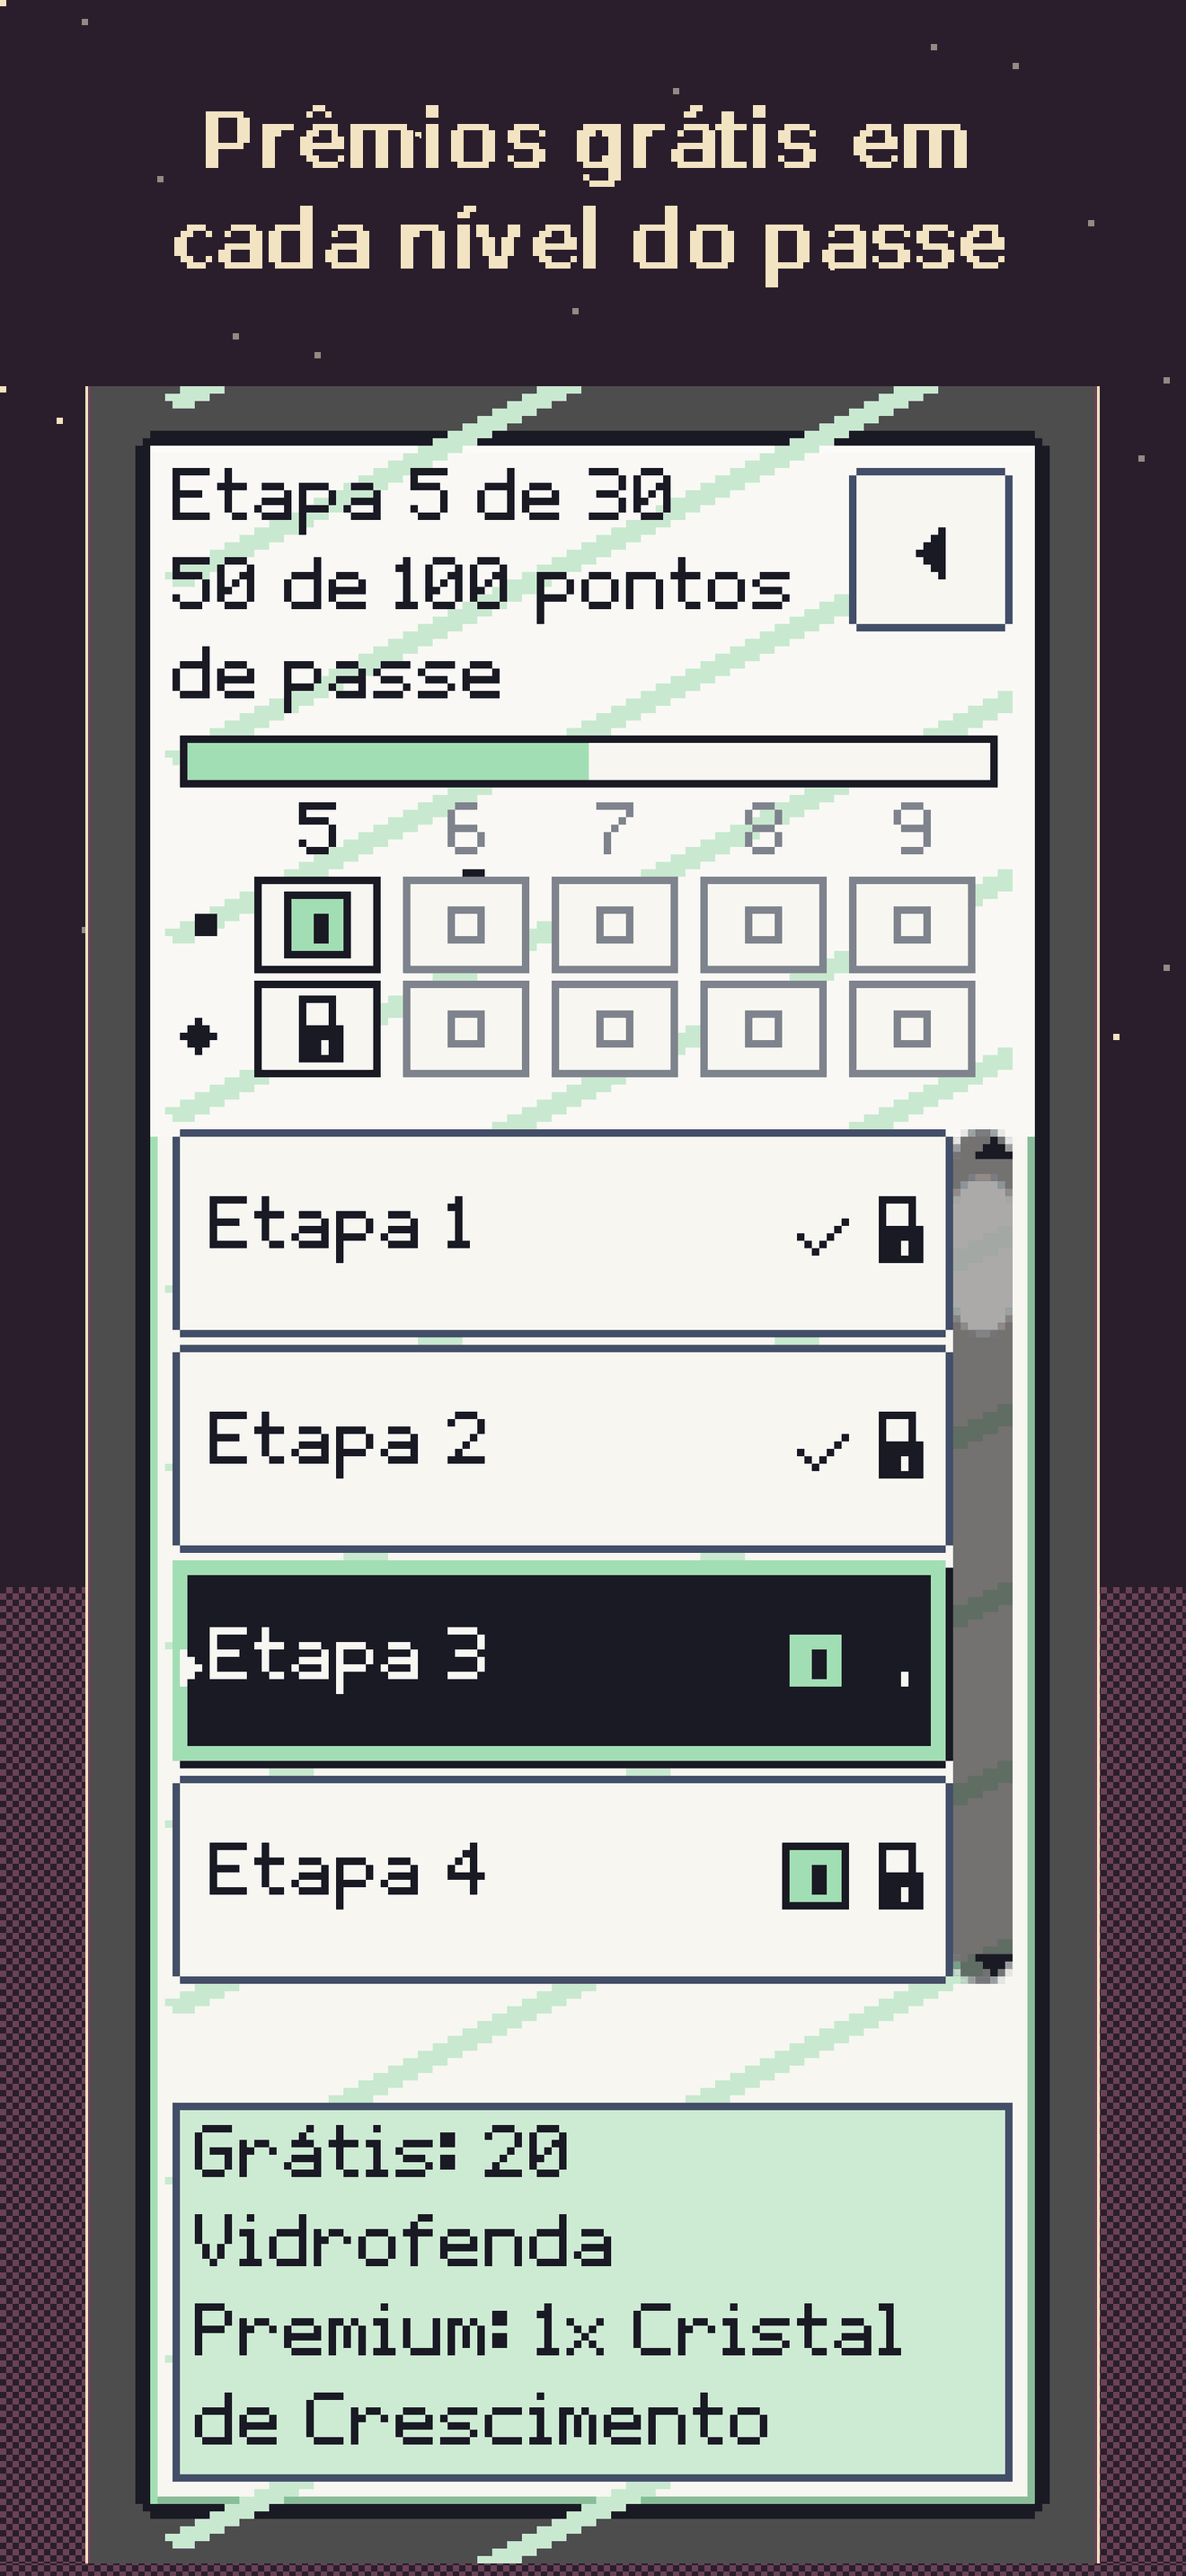 Prêmios grátis em
cada nível do passe
Etapa 5 de 30
50 de 100 pontos
de passe
5 6 7 8 9
Etapa 1
Etapa 2
Etapa 3
Etapa 4
Grátis: 20
Vidrofenda
Premium: 1x Cristal
de Crescimento